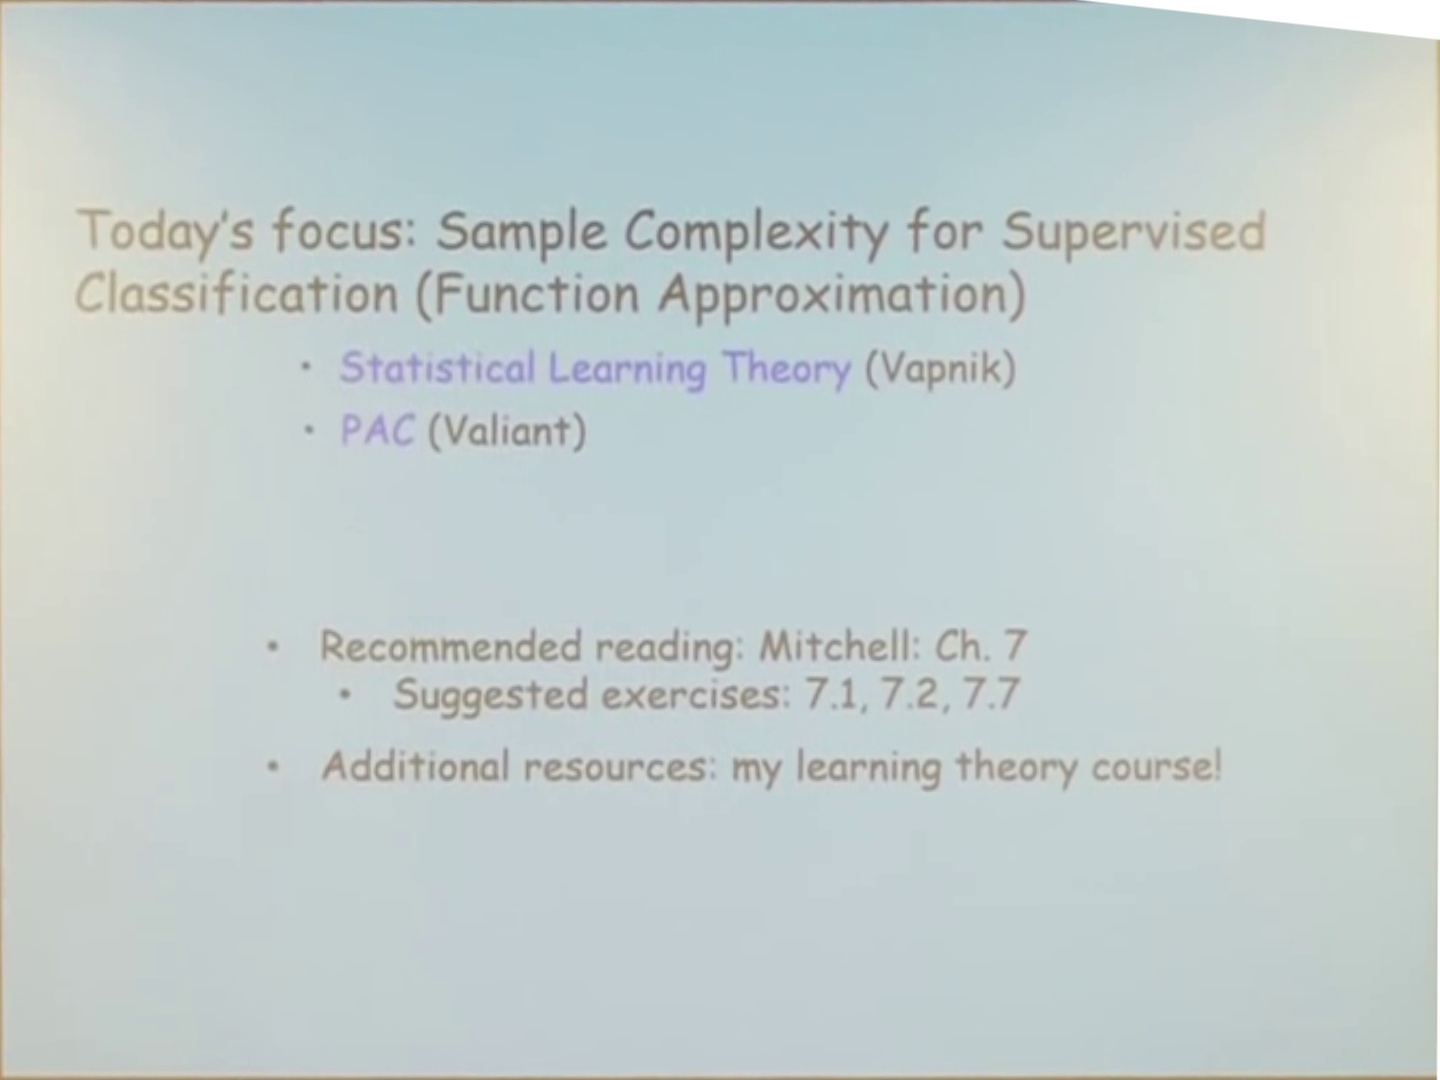 Today's focus: Sample Complexity for Supervised
Classification (Function Approximation)
• Statistical Learning Theory (Vapnik)
• PAC (Valiant)
• Recommended reading: Mitchell: Ch. 7
• Suggested exercises: 7.1, 7.2, 7.7
• Additional resources: my learning theory course!